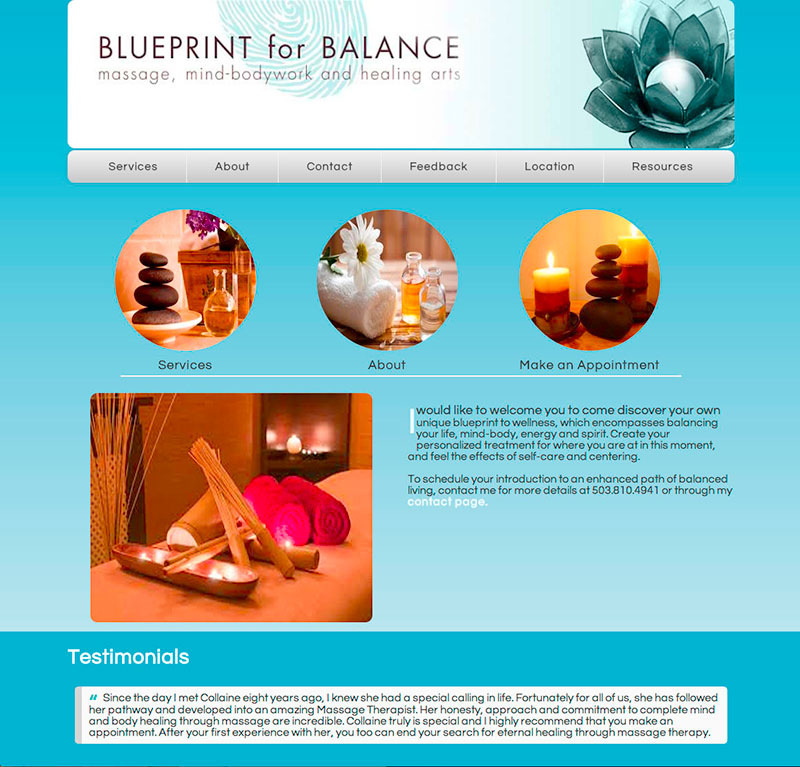 BLUEPRINT for BALANCE
massage, mind-bodywork and healing arts
Services About Contact Feedback Location Resources
Services About Make an Appointment
I would like to welcome you to come discover your own
unique blueprint to wellness, which encompasses balancing
your life, mind-body, energy and spirit. Create your
personalized treatment for where you are at in this moment,
and feel the effects of self-care and centering.
To schedule your introduction to an enhanced path of balanced
living, contact me for more details at 503.810.4941 or through my
contact page.
Testimonials
“ Since the day I met Collaine eight years ago, I knew she had a special calling in life. Fortunately for all of us, she has followed
her pathway and developed into an amazing Massage Therapist. Her honesty, approach and commitment to complete mind
and body healing through massage are incredible. Collaine truly is special and I highly recommend that you make an
appointment. After your first experience with her, you too can end your search for eternal healing through massage therapy.